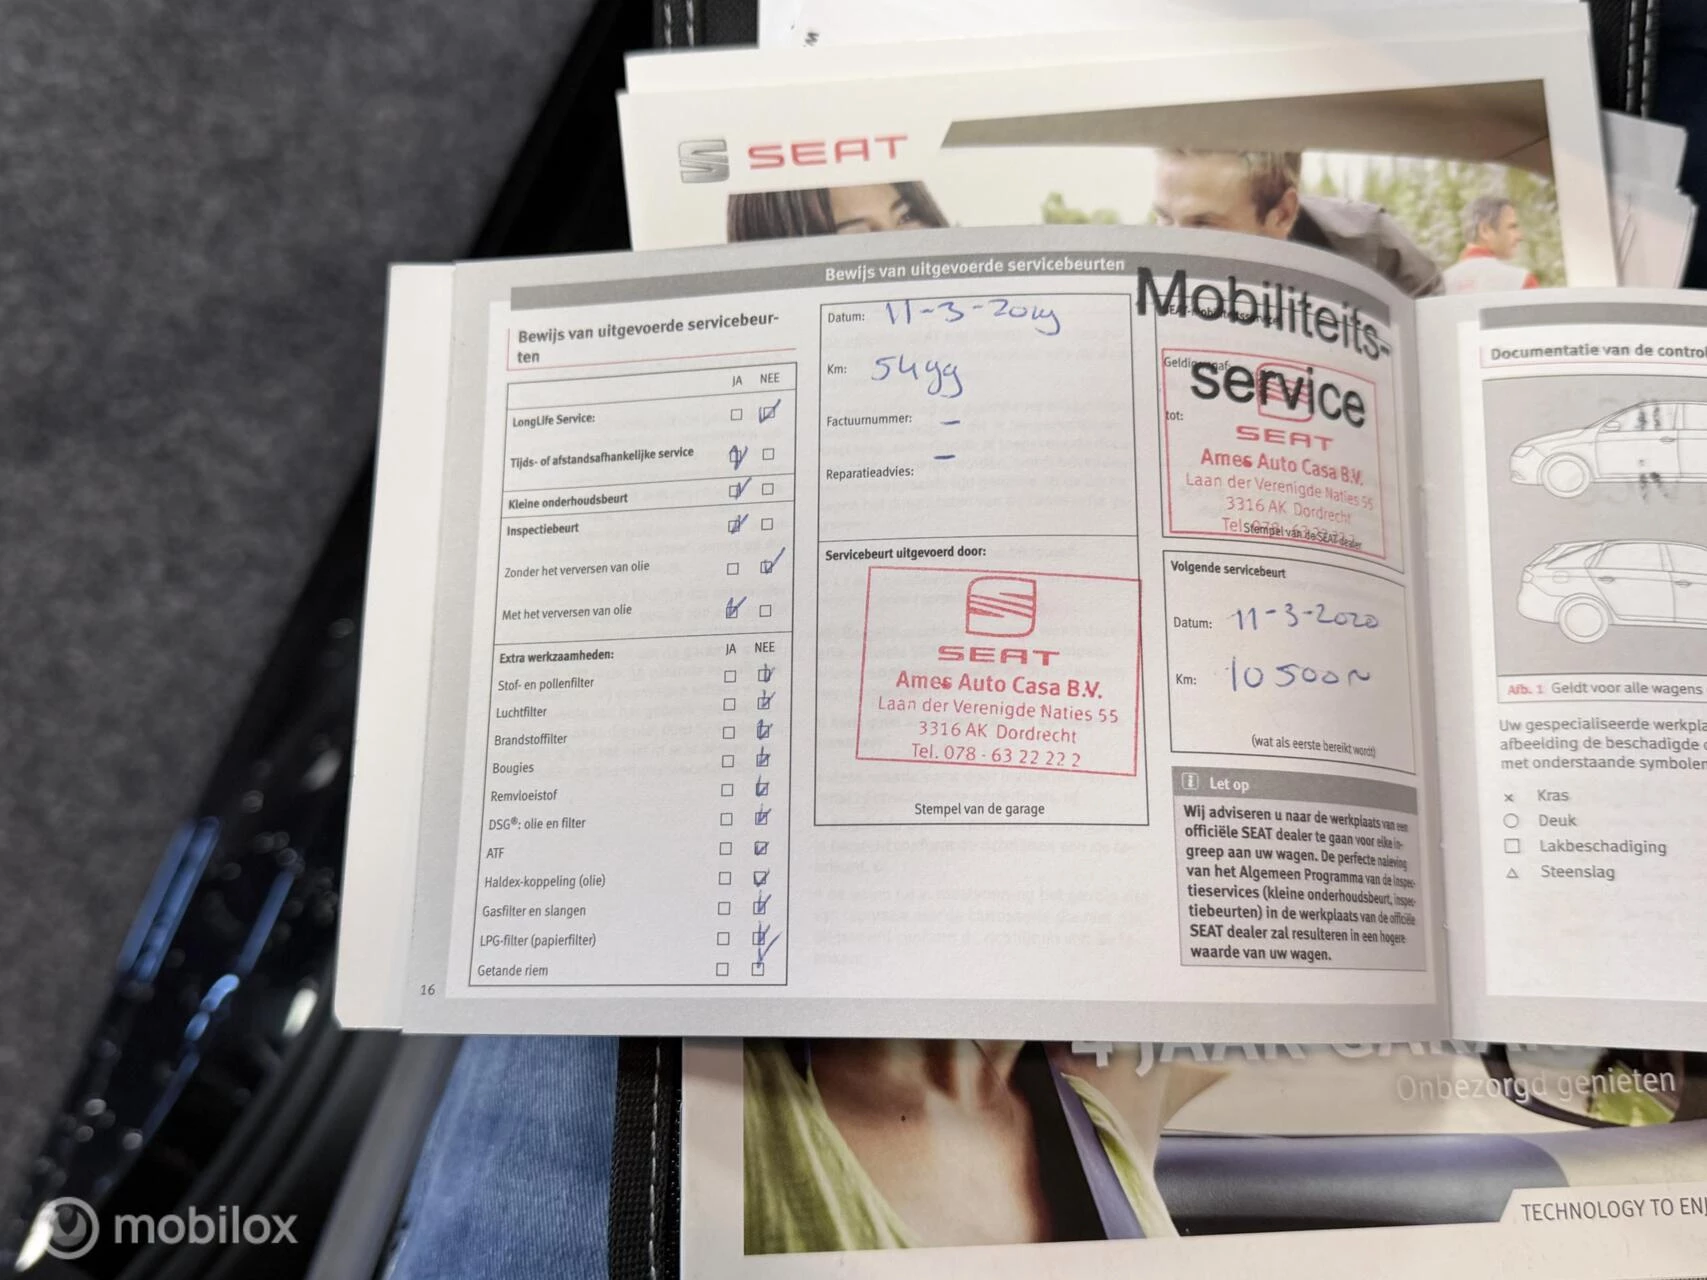 SEAT
Bewijs van uitgevoerde servicebeurten
Bewijs van uitgevoerde servicebeur-
ten
JA NEE
LongLife Service:
Tijds- of afstandsafhankelijke service
Kleine onderhoudsbeurt
Inspectiebeurt
Zonder het verversen van olie
Met het verversen van olie
Extra werkzaamheden: JA NEE
Stof- en pollenfilter
Luchtfilter
Brandstoffilter
Bougies
Remvloeistof
DSG®: olie en filter
ATF
Haldex-koppeling (olie)
Gasfilter en slangen
LPG-filter (papierfilter)
Getande riem
16
Datum: 11-3-2019
Km: 5499
Factuurnummer: –
Reparatieadvies: –
Servicebeurt uitgevoerd door:
SEAT
Ames Auto Casa B.V.
Laan der Verenigde Naties 55
3316 AK Dordrecht
Tel. 078 - 63 22 22 2
Stempel van de garage
Mobiliteits-
service
tot:
SEAT
Ames Auto Casa B.V.
Laan der Verenigde Naties 55
3316 AK Dordrecht
Stempel van de SEAT dealer
Volgende servicebeurt
Datum: 11-3-2020
Km:
(wat als eerste bereikt wordt)
Let op
Wij adviseren u naar de werkplaats van een
officiële SEAT dealer te gaan voor elke in-
greep aan uw wagen. De perfecte naleving
van het Algemeen Programma van de Inspec-
tieservices (kleine onderhoudsbeurt, inspec-
tiebeurten) in de werkplaats van de officiële
SEAT dealer zal resulteren in een hogere
waarde van uw wagen.
Documentatie van de control
Afb. 1 Geldt voor alle wagens
Uw gespecialiseerde werkpla
afbeelding de beschadigde
met onderstaande symbolen
Kras
Deuk
Lakbeschadiging
Steenslag
4 JAAR
Onbezorgd genieten
TECHNOLOGY TO ENJ
mobilox